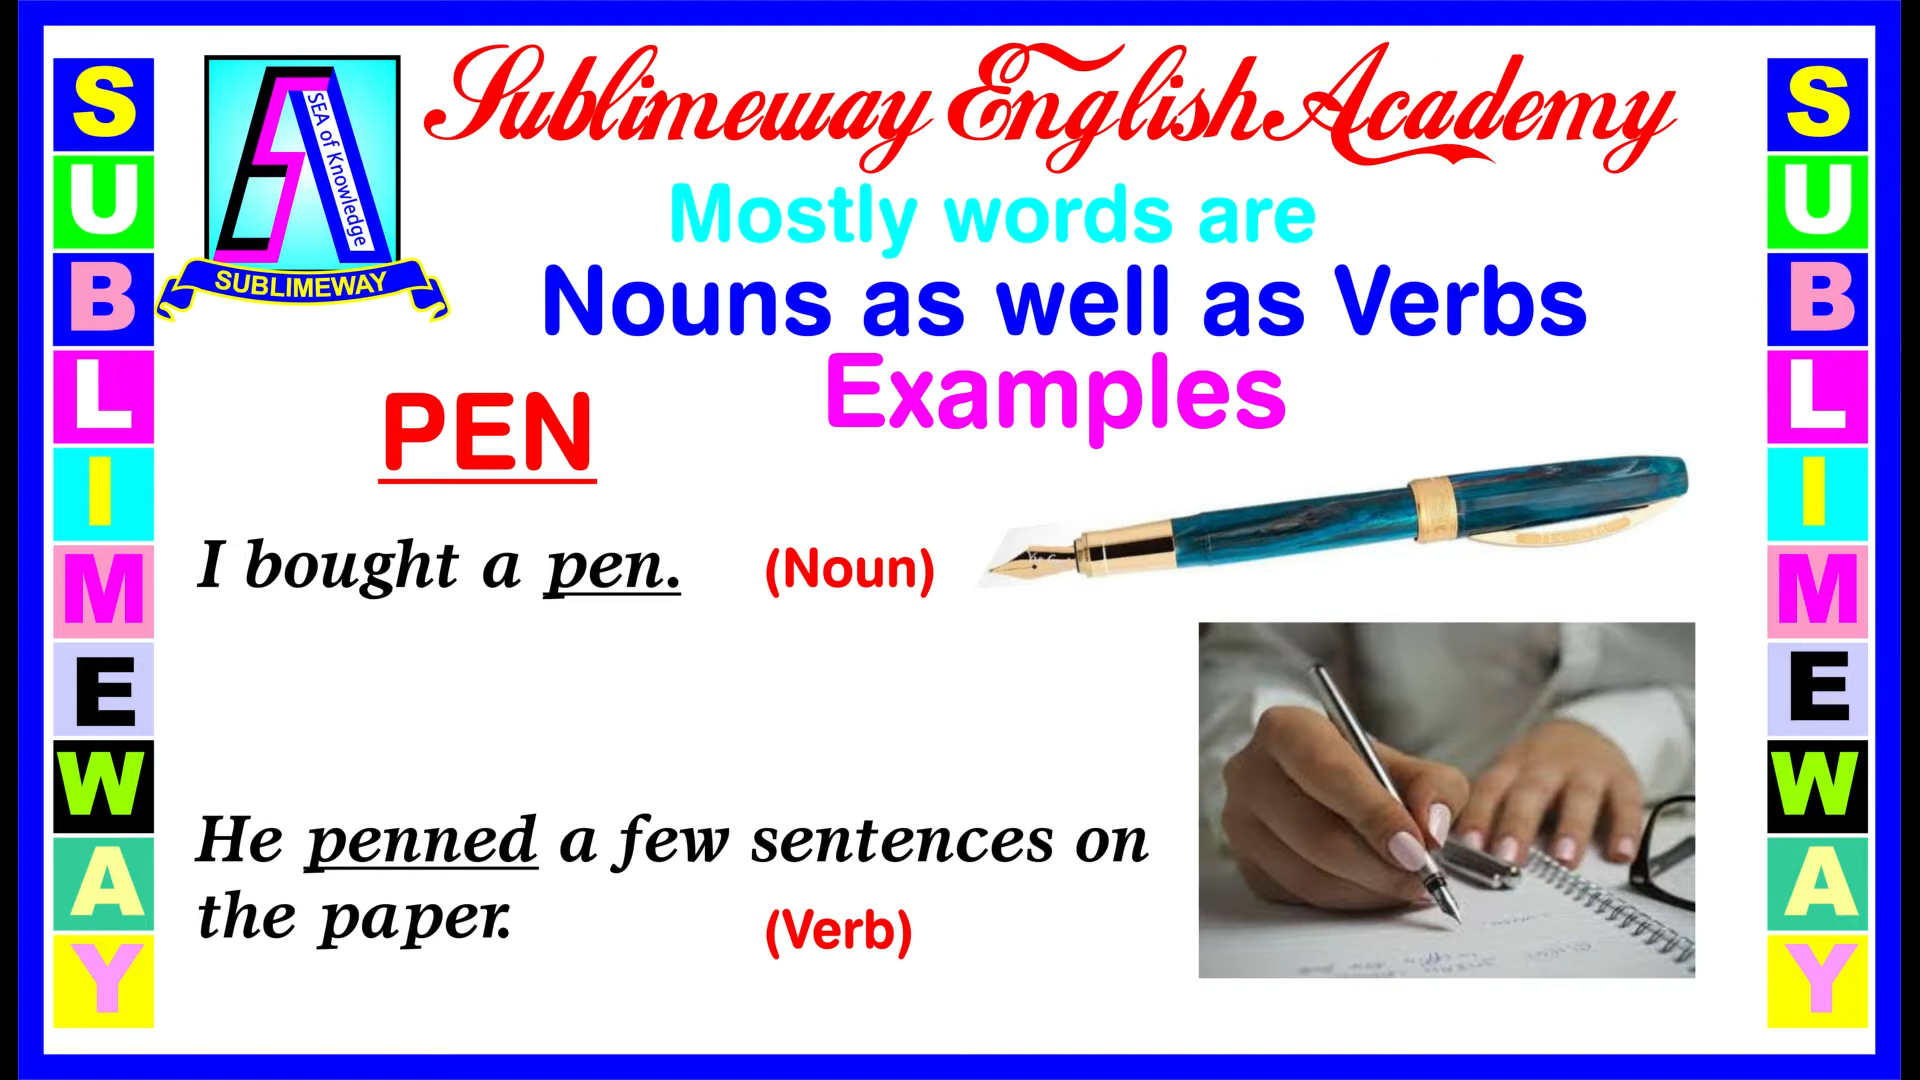 SUBLIMEWAY
SEA of Knowledge
SUBLIMEWAY
Sublimeway English Academy
Mostly words are
Nouns as well as Verbs
Examples
PEN
I bought a pen.
(Noun)
He penned a few sentences on
the paper.
(Verb)
SUBLIMEWAY